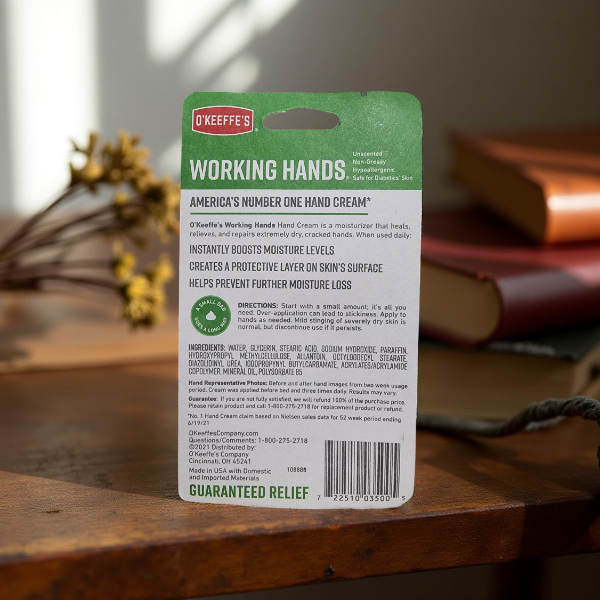 O'KEEFFE'S®
WORKING HANDS®
Unscented
Non-Greasy
Hypoallergenic
Safe for Diabetics' Skin
AMERICA'S NUMBER ONE HAND CREAM*
O'Keeffe's Working Hands Hand Cream is a moisturizer that heals,
relieves, and repairs extremely dry, cracked hands. When used daily:
INSTANTLY BOOSTS MOISTURE LEVELS
CREATES A PROTECTIVE LAYER ON SKIN'S SURFACE
HELPS PREVENT FURTHER MOISTURE LOSS
A SMALL DAB
GOES A LONG WAY
DIRECTIONS: Start with a small amount; it's all you
need. Over-application can lead to stickiness. Apply to
hands as needed. Mild stinging of severely dry skin is
normal, but discontinue use if it persists.
INGREDIENTS: WATER, GLYCERIN, STEARIC ACID, SODIUM HYDROXIDE, PARAFFIN,
HYDROXYPROPYL METHYLCELLULOSE, ALLANTOIN, OCTYLDODECYL STEARATE,
DIAZOLIDINYL UREA, IODOPROPYNYL BUTYLCARBAMATE, ACRYLATES/ACRYLAMIDE
COPOLYMER, MINERAL OIL, POLYSORBATE 85
Hand Representative Photos: Before and after hand images from two week usage
period. Cream was applied before bed and three times daily. Results may vary.
Guarantee: If you are not fully satisfied, we will refund 100% of the purchase price.
Please retain product and call 1-800-275-2718 for replacement product or refund.
*No. 1 Hand Cream claim based on Nielsen sales data for 52 week period ending
6/19/21
OKeeffesCompany.com
Questions/Comments: 1-800-275-2718
©2021 Distributed by:
O'Keeffe's Company
Cincinnati, OH 45241
Made in USA with Domestic
and Imported Materials
108888
GUARANTEED RELIEF
7 22510 03500 5